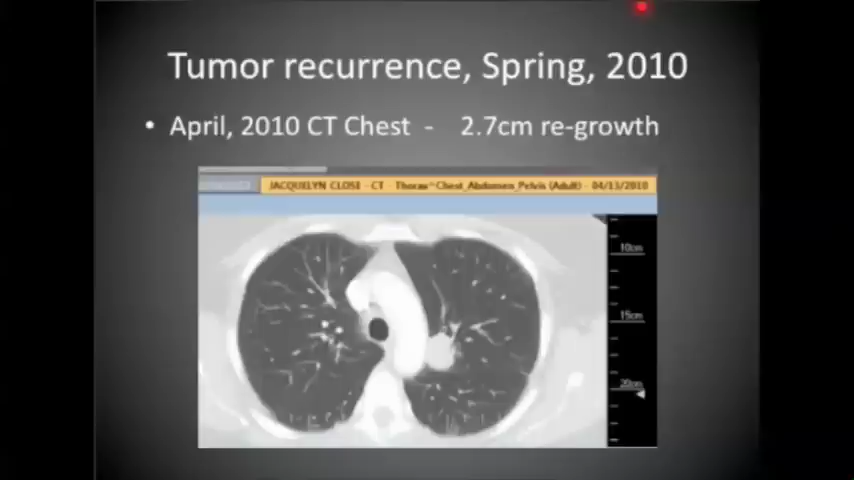 Tumor recurrence, Spring, 2010
• April, 2010 CT Chest - 2.7cm re-growth
JACQUELYN CLOSE - CT - Thorax^Chest_Abdomen_Pelvis (Adult) - 04/13/2010
10cm
15cm
20cm